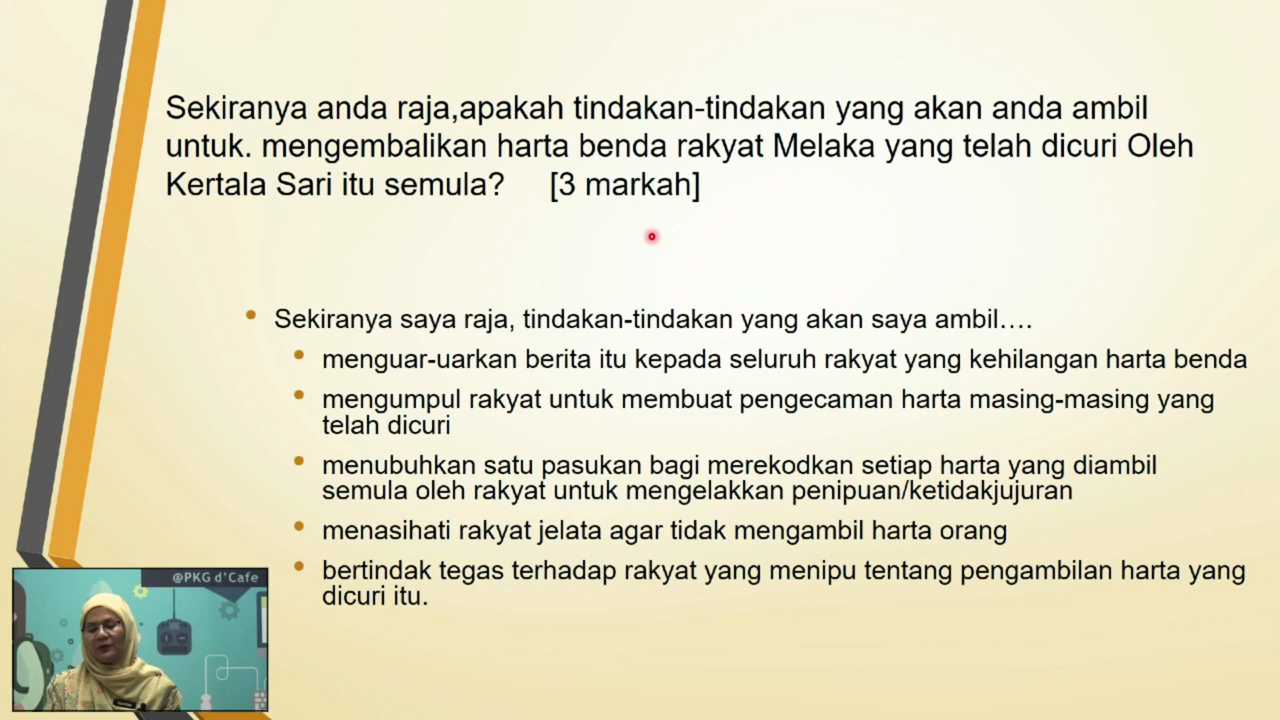 Sekiranya anda raja,apakah tindakan-tindakan yang akan anda ambil
untuk. mengembalikan harta benda rakyat Melaka yang telah dicuri Oleh
Kertala Sari itu semula? [3 markah]
Sekiranya saya raja, tindakan-tindakan yang akan saya ambil….
menguar-uarkan berita itu kepada seluruh rakyat yang kehilangan harta benda
mengumpul rakyat untuk membuat pengecaman harta masing-masing yang
telah dicuri
menubuhkan satu pasukan bagi merekodkan setiap harta yang diambil
semula oleh rakyat untuk mengelakkan penipuan/ketidakjujuran
menasihati rakyat jelata agar tidak mengambil harta orang
bertindak tegas terhadap rakyat yang menipu tentang pengambilan harta yang
dicuri itu.
@PKG d'Cafe